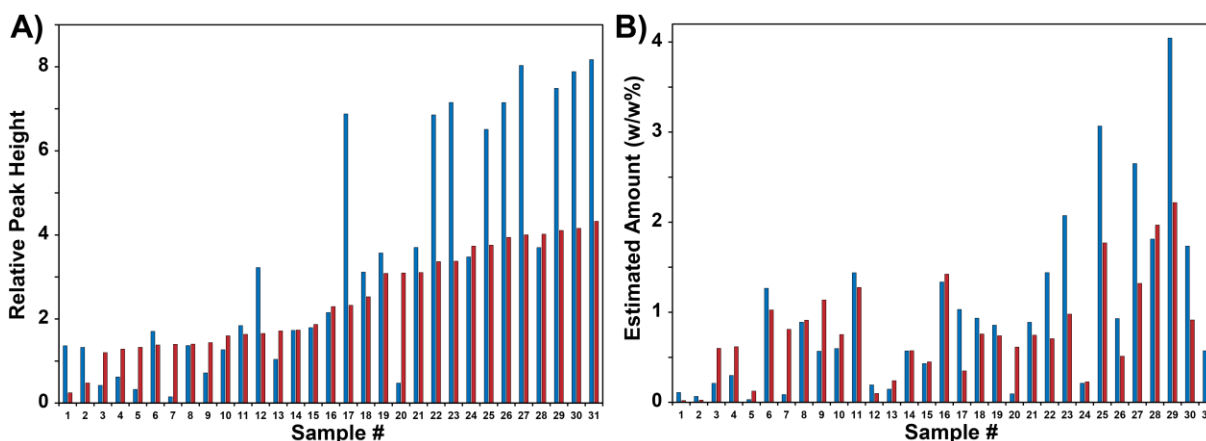 A)
Relative Peak Height
8
6
4
2
0
1 2 3 4 5 6 7 8 9 10 11 12 13 14 15 16 17 18 19 20 21 22 23 24 25 26 27 28 29 30 31
Sample #
B)
Estimated Amount (w/w%)
4
3
2
1
0
1 2 3 4 5 6 7 8 9 10 11 12 13 14 15 16 17 18 19 20 21 22 23 24 25 26 27 28 29 30 3
Sample #